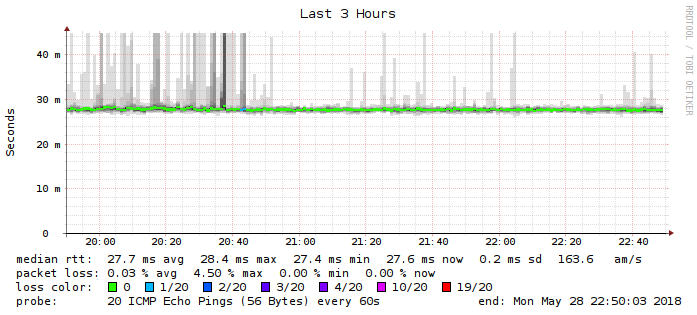 Last 3 Hours
RRDTOOL / TOBI OETIKER
Seconds
40 m
30 m
20 m
10 m
0
20:00 20:20 20:40 21:00 21:20 21:40 22:00 22:20 22:40
median rtt: 27.7 ms avg 28.4 ms max 27.4 ms min 27.6 ms now 0.2 ms sd 163.6 am/s
packet loss: 0.03 % avg 4.50 % max 0.00 % min 0.00 % now
loss color: 0 1/20 2/20 3/20 4/20 10/20 19/20
probe: 20 ICMP Echo Pings (56 Bytes) every 60s end: Mon May 28 22:50:03 2018